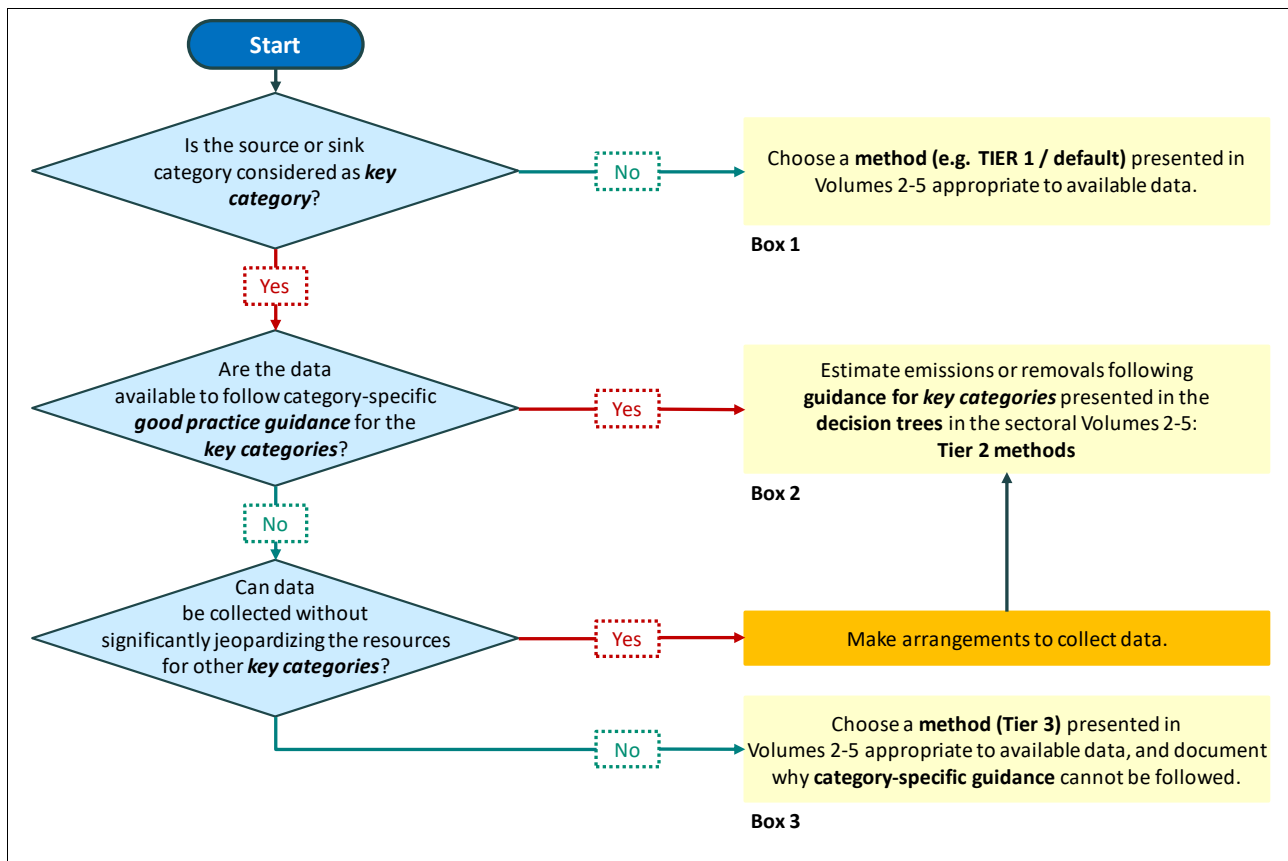 Start
Is the source or sink
category considered as key
category?
No
Choose a method (e.g. TIER 1 / default) presented in
Volumes 2-5 appropriate to available data.
Box 1
Yes
Are the data
available to follow category-specific
good practice guidance for the
key categories?
Yes
Estimate emissions or removals following
guidance for key categories presented in the
decision trees in the sectoral Volumes 2-5:
Tier 2 methods
Box 2
No
Can data
be collected without
significantly jeopardizing the resources
for other key categories?
Yes
Make arrangements to collect data.
No
Choose a method (Tier 3) presented in
Volumes 2-5 appropriate to available data, and document
why category-specific guidance cannot be followed.
Box 3